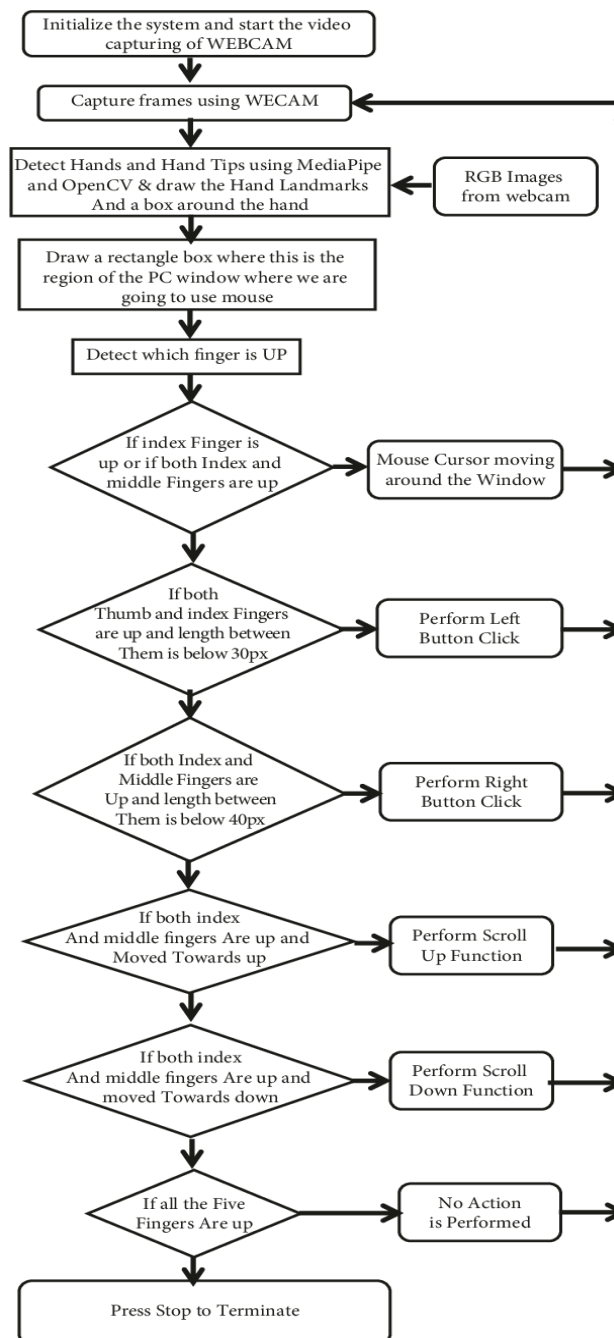 Initialize the system and start the video
capturing of WEBCAM
Capture frames using WECAM
Detect Hands and Hand Tips using MediaPipe
and OpenCV & draw the Hand Landmarks
And a box around the hand
RGB Images
from webcam
Draw a rectangle box where this is the
region of the PC window where we are
going to use mouse
Detect which finger is UP
If index Finger is
up or if both Index and
middle Fingers are up
Mouse Cursor moving
around the Window
If both
Thumb and index Fingers
are up and length between
Them is below 30px
Perform Left
Button Click
If both Index and
Middle Fingers are
Up and length between
Them is below 40px
Perform Right
Button Click
If both index
And middle fingers Are up and
Moved Towards up
Perform Scroll
Up Function
If both index
And middle fingers Are up and
moved Towards down
Perform Scroll
Down Function
If all the Five
Fingers Are up
No Action
is Performed
Press Stop to Terminate